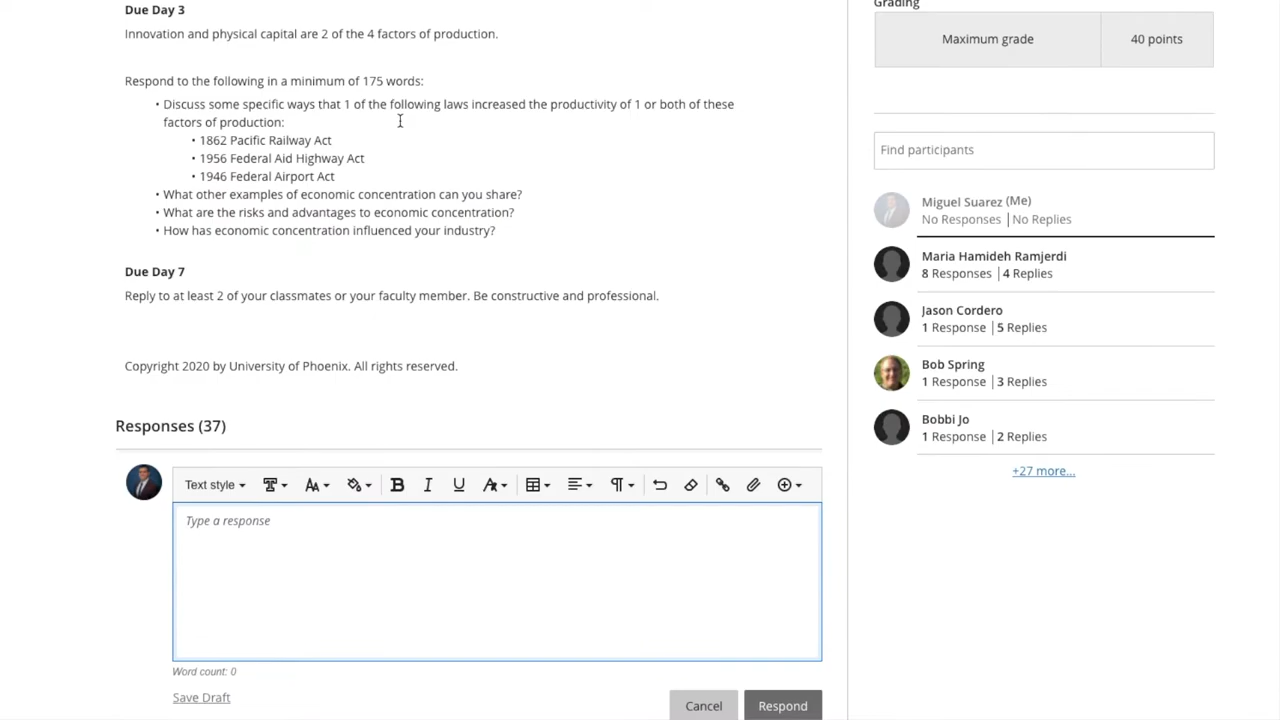 Due Day 3
Innovation and physical capital are 2 of the 4 factors of production.
Respond to the following in a minimum of 175 words:
• Discuss some specific ways that 1 of the following laws increased the productivity of 1 or both of these
factors of production:
• 1862 Pacific Railway Act
• 1956 Federal Aid Highway Act
• 1946 Federal Airport Act
• What other examples of economic concentration can you share?
• What are the risks and advantages to economic concentration?
• How has economic concentration influenced your industry?
Due Day 7
Reply to at least 2 of your classmates or your faculty member. Be constructive and professional.
Copyright 2020 by University of Phoenix. All rights reserved.
Responses (37)
Text style
Type a response
Word count: 0
Save Draft
Cancel
Respond
Grading
Maximum grade
40 points
Find participants
Miguel Suarez (Me)
No Responses | No Replies
Maria Hamideh Ramjerdi
8 Responses | 4 Replies
Jason Cordero
1 Response | 5 Replies
Bob Spring
1 Response | 3 Replies
Bobbi Jo
1 Response | 2 Replies
+27 more...